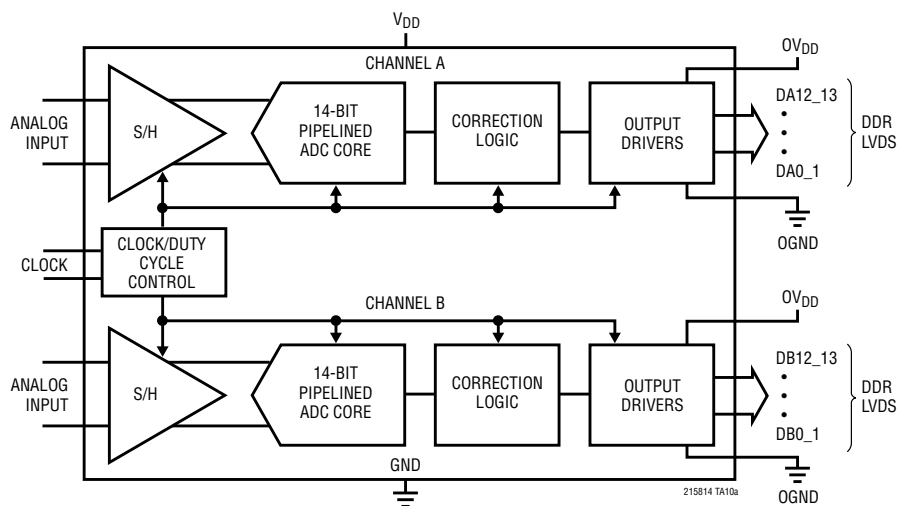 V_DD
CHANNEL A
ANALOG
INPUT
S/H
14-BIT
PIPELINED
ADC CORE
CORRECTION
LOGIC
OUTPUT
DRIVERS
OV_DD
DA12_13
•
•
•
DA0_1
DDR
LVDS
OGND
CLOCK
CLOCK/DUTY
CYCLE
CONTROL
CHANNEL B
ANALOG
INPUT
S/H
14-BIT
PIPELINED
ADC CORE
CORRECTION
LOGIC
OUTPUT
DRIVERS
OV_DD
DB12_13
•
•
•
DB0_1
DDR
LVDS
OGND
GND
215814 TA10a